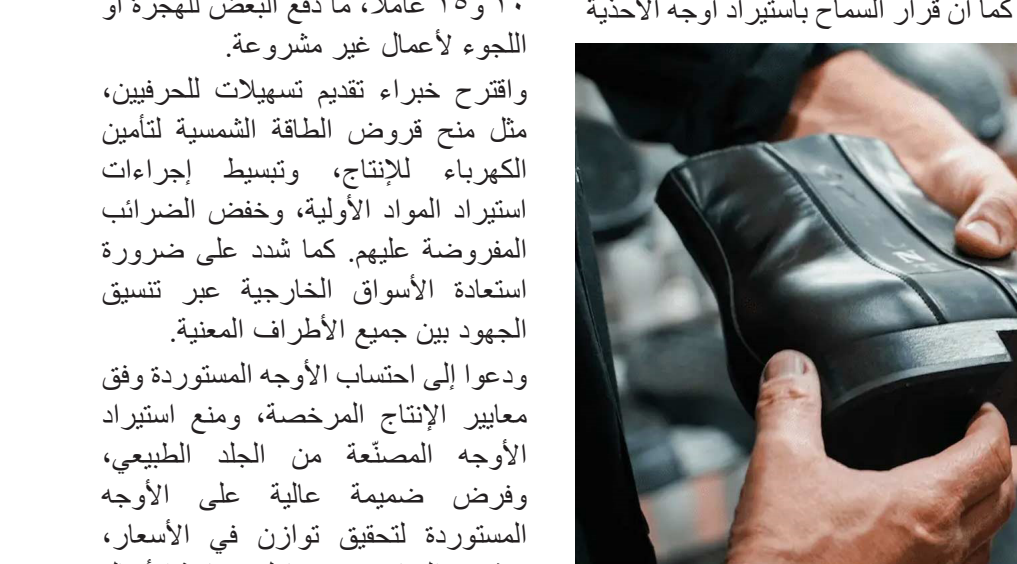 كما أن قرار السماح باستيراد أوجه الأحذية
١٠ و١٥ عاملاً، ما دفع البعض للهجرة أو
اللجوء لأعمال غير مشروعة.
واقترح خبراء تقديم تسهيلات للحرفيين،
مثل منح قروض الطاقة الشمسية لتأمين
الكهرباء للإنتاج، وتبسيط إجراءات
استيراد المواد الأولية، وخفض الضرائب
المفروضة عليهم. كما شدد على ضرورة
استعادة الأسواق الخارجية عبر تنسيق
الجهود بين جميع الأطراف المعنية.
ودعوا إلى احتساب الأوجه المستوردة وفق
معايير الإنتاج المرخصة، ومنع استيراد
الأوجه المصنّعة من الجلد الطبيعي،
وفرض ضميمة عالية على الأوجه
المستوردة لتحقيق توازن في الأسعار،